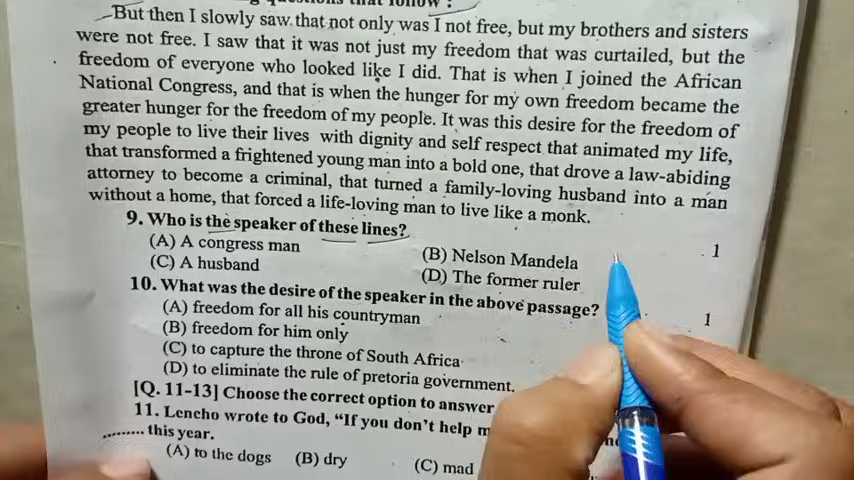 questions that follow :
But then I slowly saw that not only was I not free, but my brothers and sisters
were not free. I saw that it was not just my freedom that was curtailed, but the
freedom of everyone who looked like I did. That is when I joined the African
National Congress, and that is when the hunger for my own freedom became the
greater hunger for the freedom of my people. It was this desire for the freedom of
my people to live their lives with dignity and self respect that animated my life,
that transformed a frightened young man into a bold one, that drove a law-abiding
attorney to become a criminal, that turned a family-loving husband into a man
without a home, that forced a life-loving man to live like a monk.
9. Who is the speaker of these lines? 1
(A) A congress man (B) Nelson Mandela
(C) A husband (D) The former ruler
10. What was the desire of the speaker in the above passage? 1
(A) freedom for all his countryman
(B) freedom for him only
(C) to capture the throne of South Africa
(D) to eliminate the rule of pretoria government.
[Q. 11-13] Choose the correct option to answer
11. Lencho wrote to God, "If you don't help
......... this year.
(A) to the dogs (B) dry (C) mad